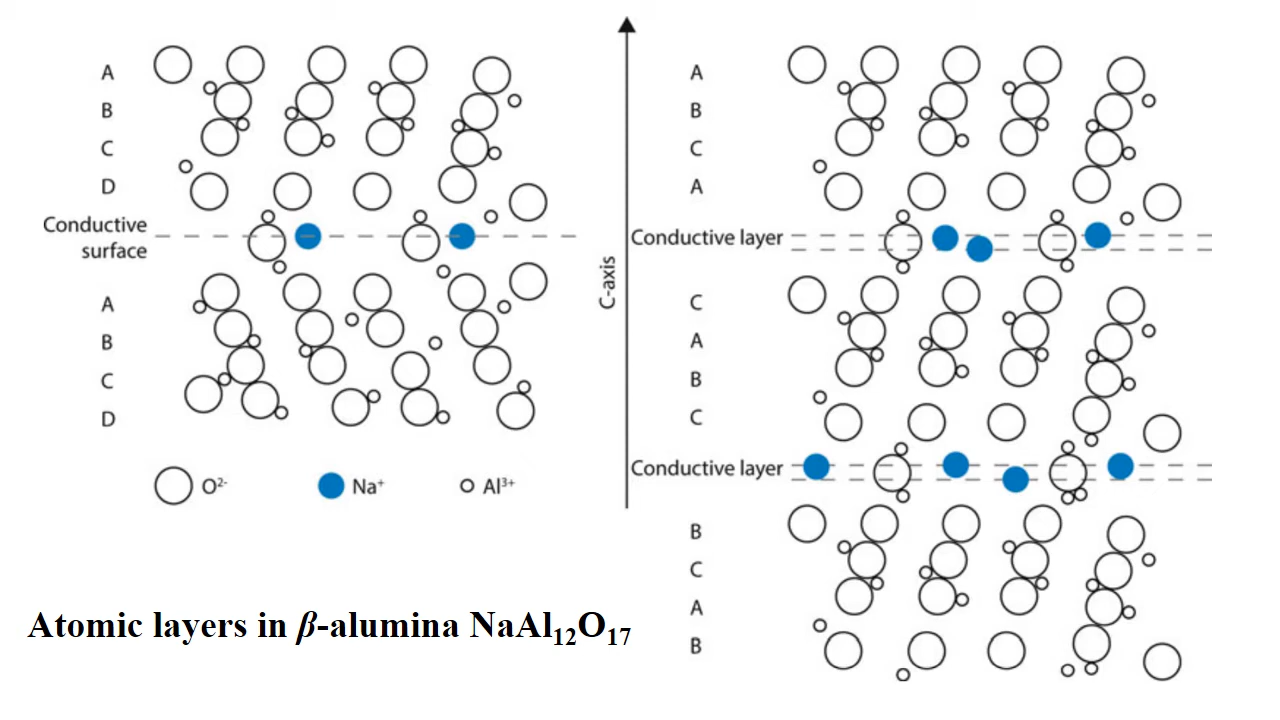 A
B
C
D
Conductive
surface
A
B
C
D
O²⁻
Na⁺
Al³⁺
C-axis
A
B
C
A
Conductive layer
C
A
B
C
Conductive layer
B
C
A
B
Atomic layers in β-alumina NaAl₁₂O₁₇